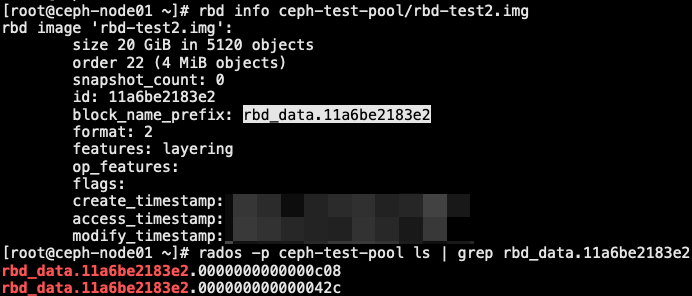 [root@ceph-node01 ~]# rbd info ceph-test-pool/rbd-test2.img
rbd image 'rbd-test2.img':
size 20 GiB in 5120 objects
order 22 (4 MiB objects)
snapshot_count: 0
id: 11a6be2183e2
block_name_prefix: rbd_data.11a6be2183e2
format: 2
features: layering
op_features:
flags:
create_timestamp:
access_timestamp:
modify_timestamp:
[root@ceph-node01 ~]# rados -p ceph-test-pool ls | grep rbd_data.11a6be2183e2
rbd_data.11a6be2183e2.0000000000000c08
rbd_data.11a6be2183e2.000000000000042c